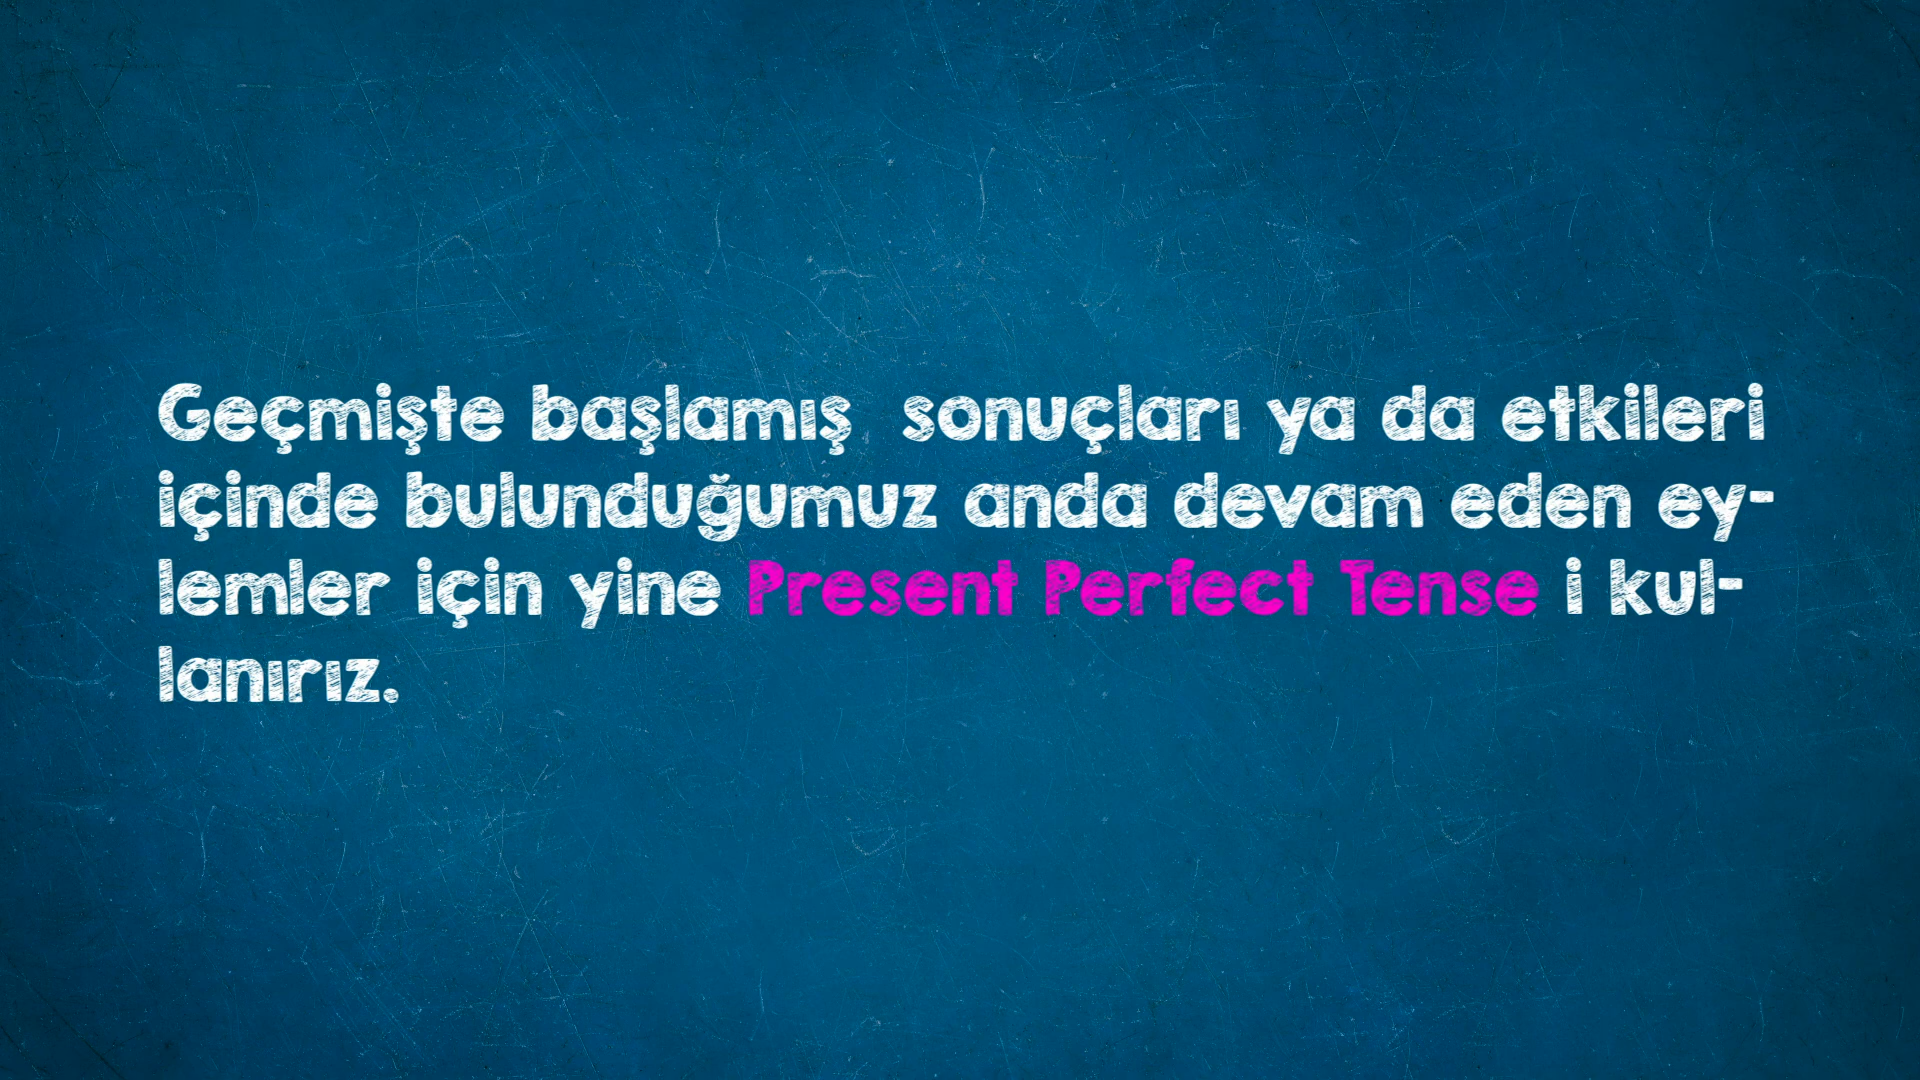 Geçmişte başlamış  sonuçları ya da etkileri
içinde bulunduğumuz anda devam eden ey-
lemler için yine Present Perfect Tense i kul-
lanırız.